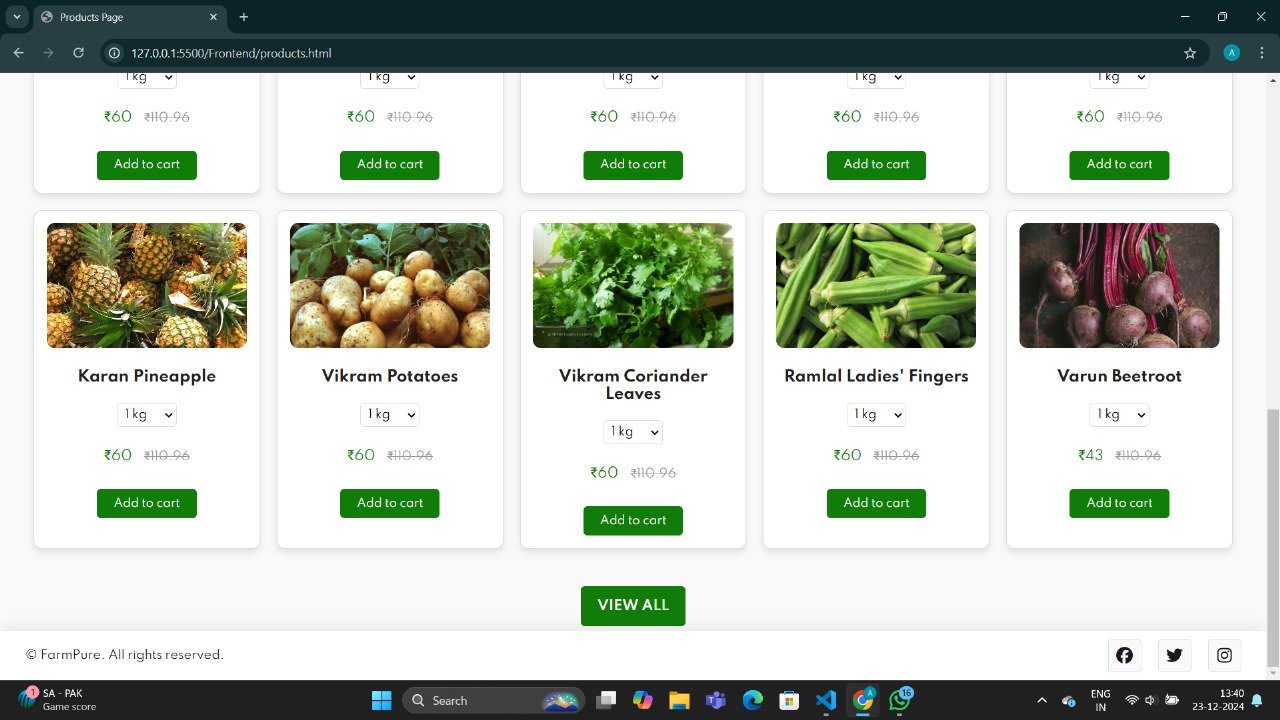 Products Page
127.0.0.1:5500/Frontend/products.html
A
1 kg 1 kg 1 kg 1 kg 1 kg
₹60 ₹110.96 ₹60 ₹110.96 ₹60 ₹110.96 ₹60 ₹110.96 ₹60 ₹110.96
Add to cart Add to cart Add to cart Add to cart Add to cart
Karan Pineapple
1 kg
₹60 ₹110.96
Add to cart
Vikram Potatoes
1 kg
₹60 ₹110.96
Add to cart
Vikram Coriander
Leaves
1 kg
₹60 ₹110.96
Add to cart
Ramlal Ladies' Fingers
1 kg
₹60 ₹110.96
Add to cart
Varun Beetroot
1 kg
₹43 ₹110.96
Add to cart
VIEW ALL
© FarmPure. All rights reserved.
1
SA - PAK
Game score
Search
A
16
ENG
IN
13:40
23-12-2024